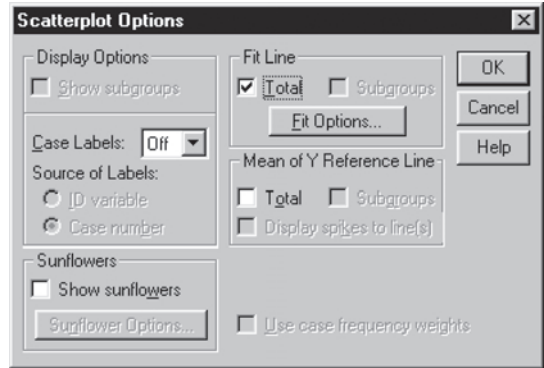 Scatterplot Options
Display Options
Show subgroups
Case Labels: Off
Source of Labels:
ID variable
Case number
Sunflowers
Show sunflowers
Sunflower Options...
Fit Line
Total Subgroups
Fit Options...
Mean of Y Reference Line
Total Subgroups
Display spikes to line(s)
Use case frequency weights
OK
Cancel
Help